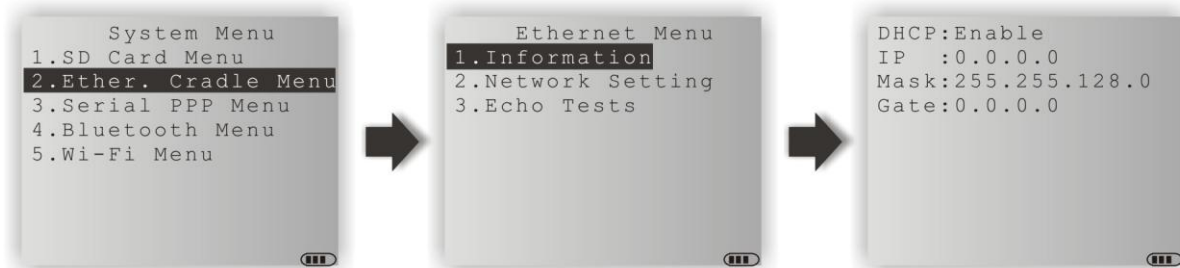 System Menu
1.SD Card Menu
2.Ether. Cradle Menu
3.Serial PPP Menu
4.Bluetooth Menu
5.Wi-Fi Menu
Ethernet Menu
1.Information
2.Network Setting
3.Echo Tests
DHCP:Enable
IP :0.0.0.0
Mask:255.255.128.0
Gate:0.0.0.0